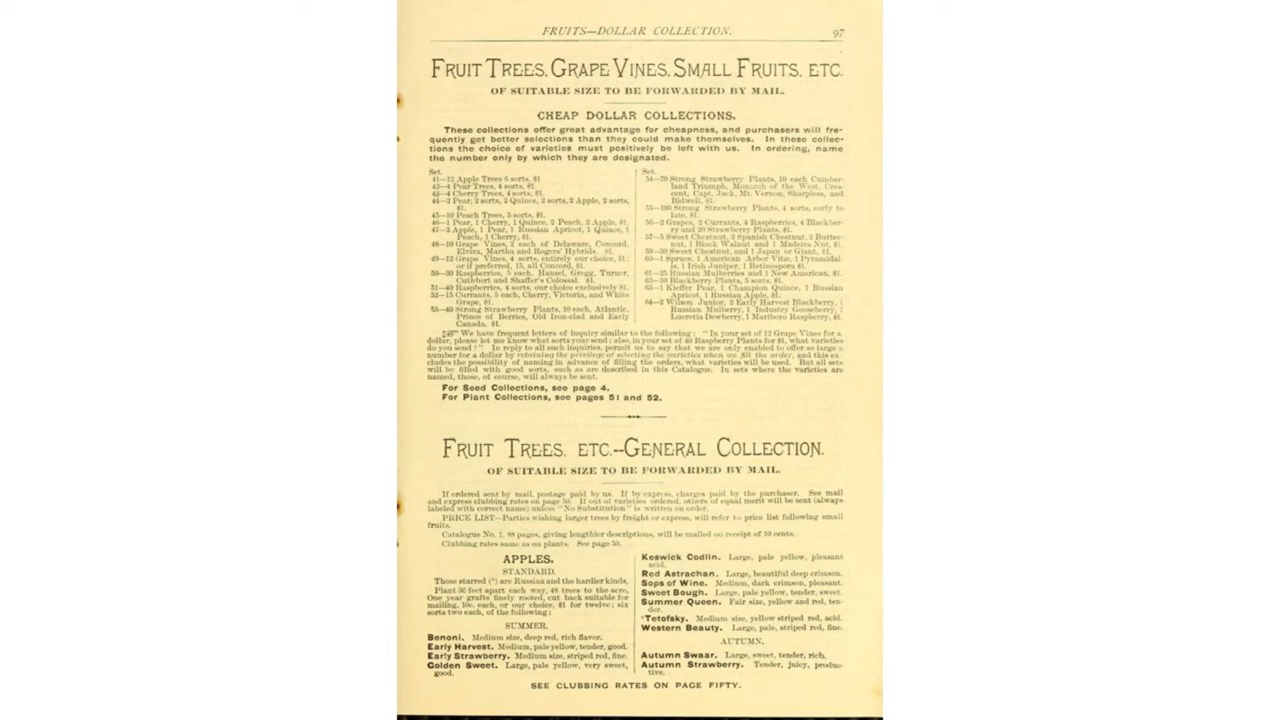 FRUITS—DOLLAR COLLECTION. 97
FRUIT TREES, GRAPE VINES, SMALL FRUITS, ETC.
OF SUITABLE SIZE TO BE FORWARDED BY MAIL.
CHEAP DOLLAR COLLECTIONS.
These collections offer great advantage for cheapness, and purchasers will fre-
quently get better selections than they could make themselves. In these collec-
tions the choice of varieties must positively be left with us. In ordering, name
the number only by which they are designated.
Set.
41—12 Apple Trees 6 sorts, $1
42—4 Pear Trees, 4 sorts, $1.
43—4 Cherry Trees, 4 sorts, $1.
44—2 Pear, 2 sorts, 2 Quince, 2 sorts, 2 Apple, 2 sorts,
$1.
45—10 Peach Trees, 5 sorts, $1.
46—1 Pear, 1 Cherry, 1 Quince, 2 Peach, 2 Apple, $1.
47—2 Apple, 1 Pear, 1 Russian Apricot, 1 Quince, 1
Peach, 1 Cherry, $1.
48—10 Grape Vines, 2 each of Delaware, Concord,
Elvira, Martha and Rogers' Hybrids. $1.
49—12 Grape Vines, 4 sorts, entirely our choice, $1;
or if preferred, 15, all Concord, $1.
50—30 Raspberries, 5 each, Hansel, Gregg, Turner,
Cuthbert and Shaffer's Colossal. $1.
51—40 Raspberries, 4 sorts, our choice exclusively $1.
52—15 Currants, 5 each, Cherry, Victoria, and White
Grape, $1.
53—40 Strong Strawberry Plants, 10 each, Atlantic,
Prince of Berries, Old Iron-clad and Early
Canada. $1.
Set.
54—70 Strong Strawberry Plants, 10 each Cumber-
land Triumph, Monarch of the West, Cres-
cent, Capt. Jack, Mt. Vernon, Sharpless, and
Bidwell, $1.
55—100 Strong Strawberry Plants, 4 sorts, early to
late, $1.
56—2 Grapes, 2 Currants, 4 Raspberries, 4 Blackber-
ry and 20 Strawberry Plants. $1.
57—5 Sweet Chestnut, 2 Spanish Chestnut, 2 Butter-
nut, 1 Black Walnut and 1 Madeira Nut, $1.
59—30 Sweet Chestnut, and 1 Japan or Giant, $1.
60—1 Spruce, 1 American Arbor Vitæ, 1 Pyramidal-
is, 1 Irish Juniper, 1 Retinospora $1.
61—25 Russian Mulberries and 1 New American, $1.
62—30 Blackberry Plants, 5 sorts, $1.
63—1 Kieffer Pear, 1 Champion Quince, 1 Russian
Apricot, 1 Russian Apple, $1.
64—2 Wilson Junior, 2 Early Harvest Blackberry, 1
Russian Mulberry, 1 Industry Gooseberry, 1
Lucretia Dewberry, 1 Marlboro Raspberry, $1.
☞ We have frequent letters of inquiry similar to the following: "In your set of 12 Grape Vines for a
dollar, please let me know what sorts your send; also, in your set of 40 Raspberry Plants for $1, what varieties
do you send?" In reply to all such inquiries, permit us to say that we are only enabled to offer so large a
number for a dollar by retaining the privilege of selecting the varieties when we fill the order, and this ex-
cludes the possibility of naming in advance of filling the orders, what varieties will be used. But all sets
will be filled with good sorts, such as are described in this Catalogue. In sets where the varieties are
named, those, of course, will always be sent.
For Seed Collections, see page 4.
For Plant Collections, see pages 51 and 52.
FRUIT TREES, ETC.--GENERAL COLLECTION.
OF SUITABLE SIZE TO BE FORWARDED BY MAIL.
If ordered sent by mail, postage paid by us. If by express, charges paid by the purchaser. See mail
and express clubbing rates on page 50. If out of varieties ordered, others of equal merit will be sent (always
labeled with correct name) unless "No Substitution" is written on order.
PRICE LIST—Parties wishing larger trees by freight or express, will refer to price list following small
fruits.
Catalogue No. 1, 88 pages, giving lengthier descriptions, will be mailed on receipt of 10 cents.
Clubbing rates same as on plants. See page 50.
APPLES.
STANDARD.
Those starred (*) are Russian and the hardier kinds,
Plant 30 feet apart each way, 48 trees to the acre,
One year grafts finely rooted, cut back suitable for
mailing, 10c. each, or our choice, $1 for twelve; six
sorts two each, of the following:
SUMMER.
Benoni. Medium size, deep red, rich flavor.
Early Harvest. Medium, pale yellow, tender, good.
Early Strawberry. Medium size, striped red, fine.
Golden Sweet. Large, pale yellow, very sweet,
good.
Keswick Codlin. Large, pale yellow, pleasant
acid.
Red Astrachan. Large, beautiful deep crimson.
Sops of Wine. Medium, dark crimson, pleasant.
Sweet Bough. Large, pale yellow, tender, sweet.
Summer Queen. Fair size, yellow and red, ten-
der.
*Tetofsky. Medium size, yellow striped red, acid.
Western Beauty. Large, pale, striped red, fine.
AUTUMN.
Autumn Swaar. Large, sweet, tender, rich.
Autumn Strawberry. Tender, juicy, produc-
tive.
SEE CLUBBING RATES ON PAGE FIFTY.